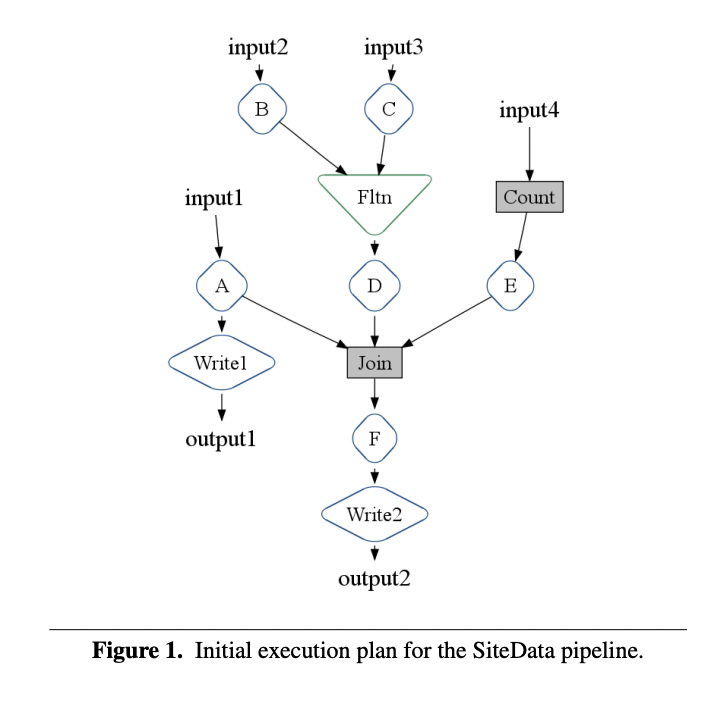 input2 input3
B C input4
Fltn Count
input1
A D E
Write1 Join
output1 F
Write2
output2
Figure 1. Initial execution plan for the SiteData pipeline.